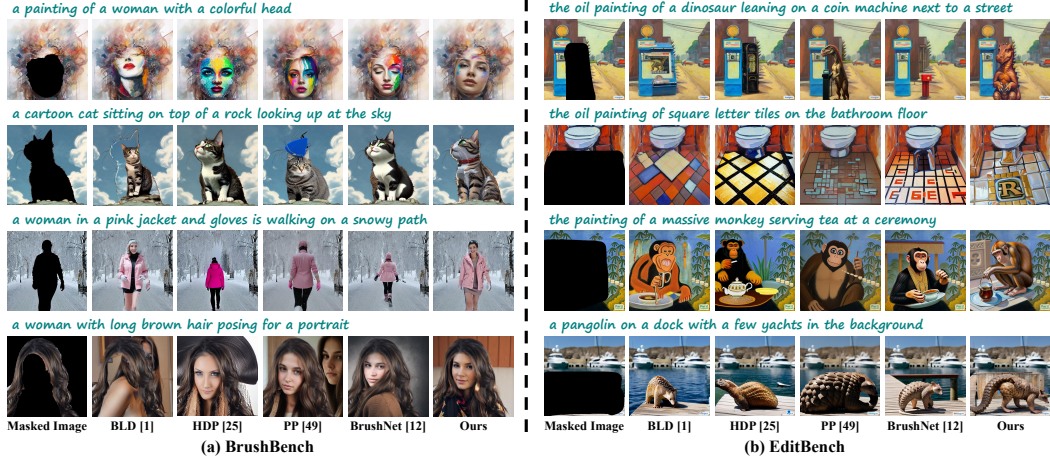 a painting of a woman with a colorful head
a cartoon cat sitting on top of a rock looking up at the sky
a woman in a pink jacket and gloves is walking on a snowy path
a woman with long brown hair posing for a portrait
Masked Image BLD [1] HDP [25] PP [49] BrushNet [12] Ours
(a) BrushBench
the oil painting of a dinosaur leaning on a coin machine next to a street
the oil painting of square letter tiles on the bathroom floor
R
the painting of a massive monkey serving tea at a ceremony
a pangolin on a dock with a few yachts in the background
Masked Image BLD [1] HDP [25] PP [49] BrushNet [12] Ours
(b) EditBench